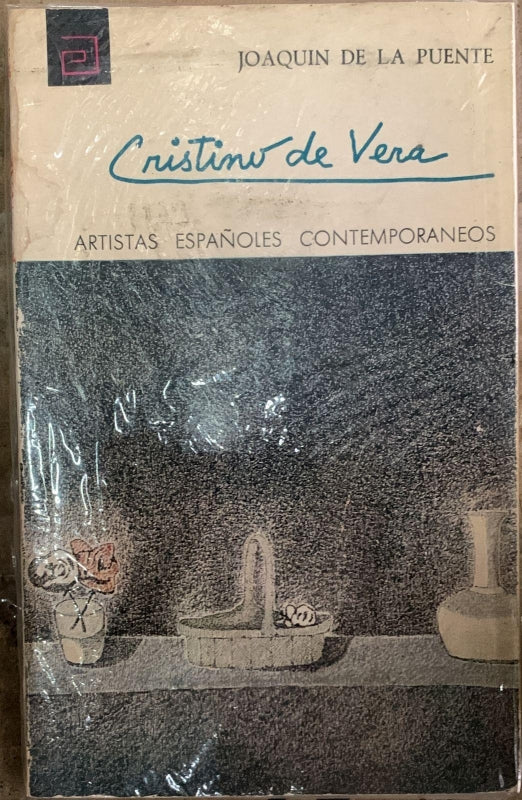 JOAQUIN DE LA PUENTE
Cristino de Vera
ARTISTAS ESPAÑOLES CONTEMPORANEOS